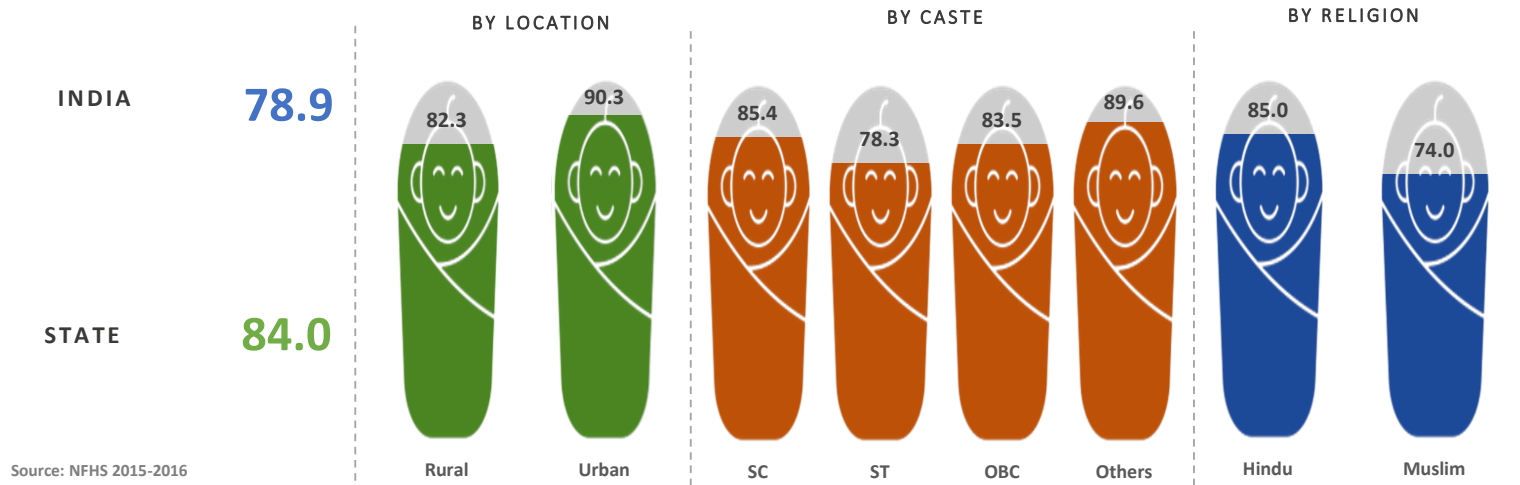 INDIA
78.9
STATE
84.0
Source: NFHS 2015-2016
BY LOCATION
82.3
90.3
Rural
Urban
BY CASTE
85.4
78.3
83.5
89.6
SC
ST
OBC
Others
BY RELIGION
85.0
74.0
Hindu
Muslim